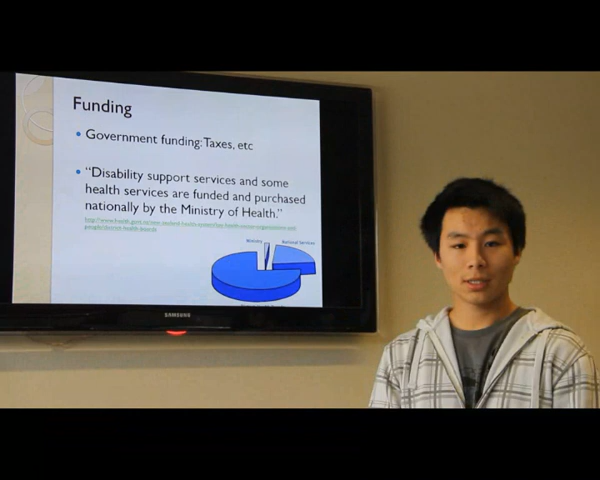 Funding
• Government funding: Taxes, etc
• "Disability support services and some
health services are funded and purchased
nationally by the Ministry of Health."
Ministry
National Services
SAMSUNG